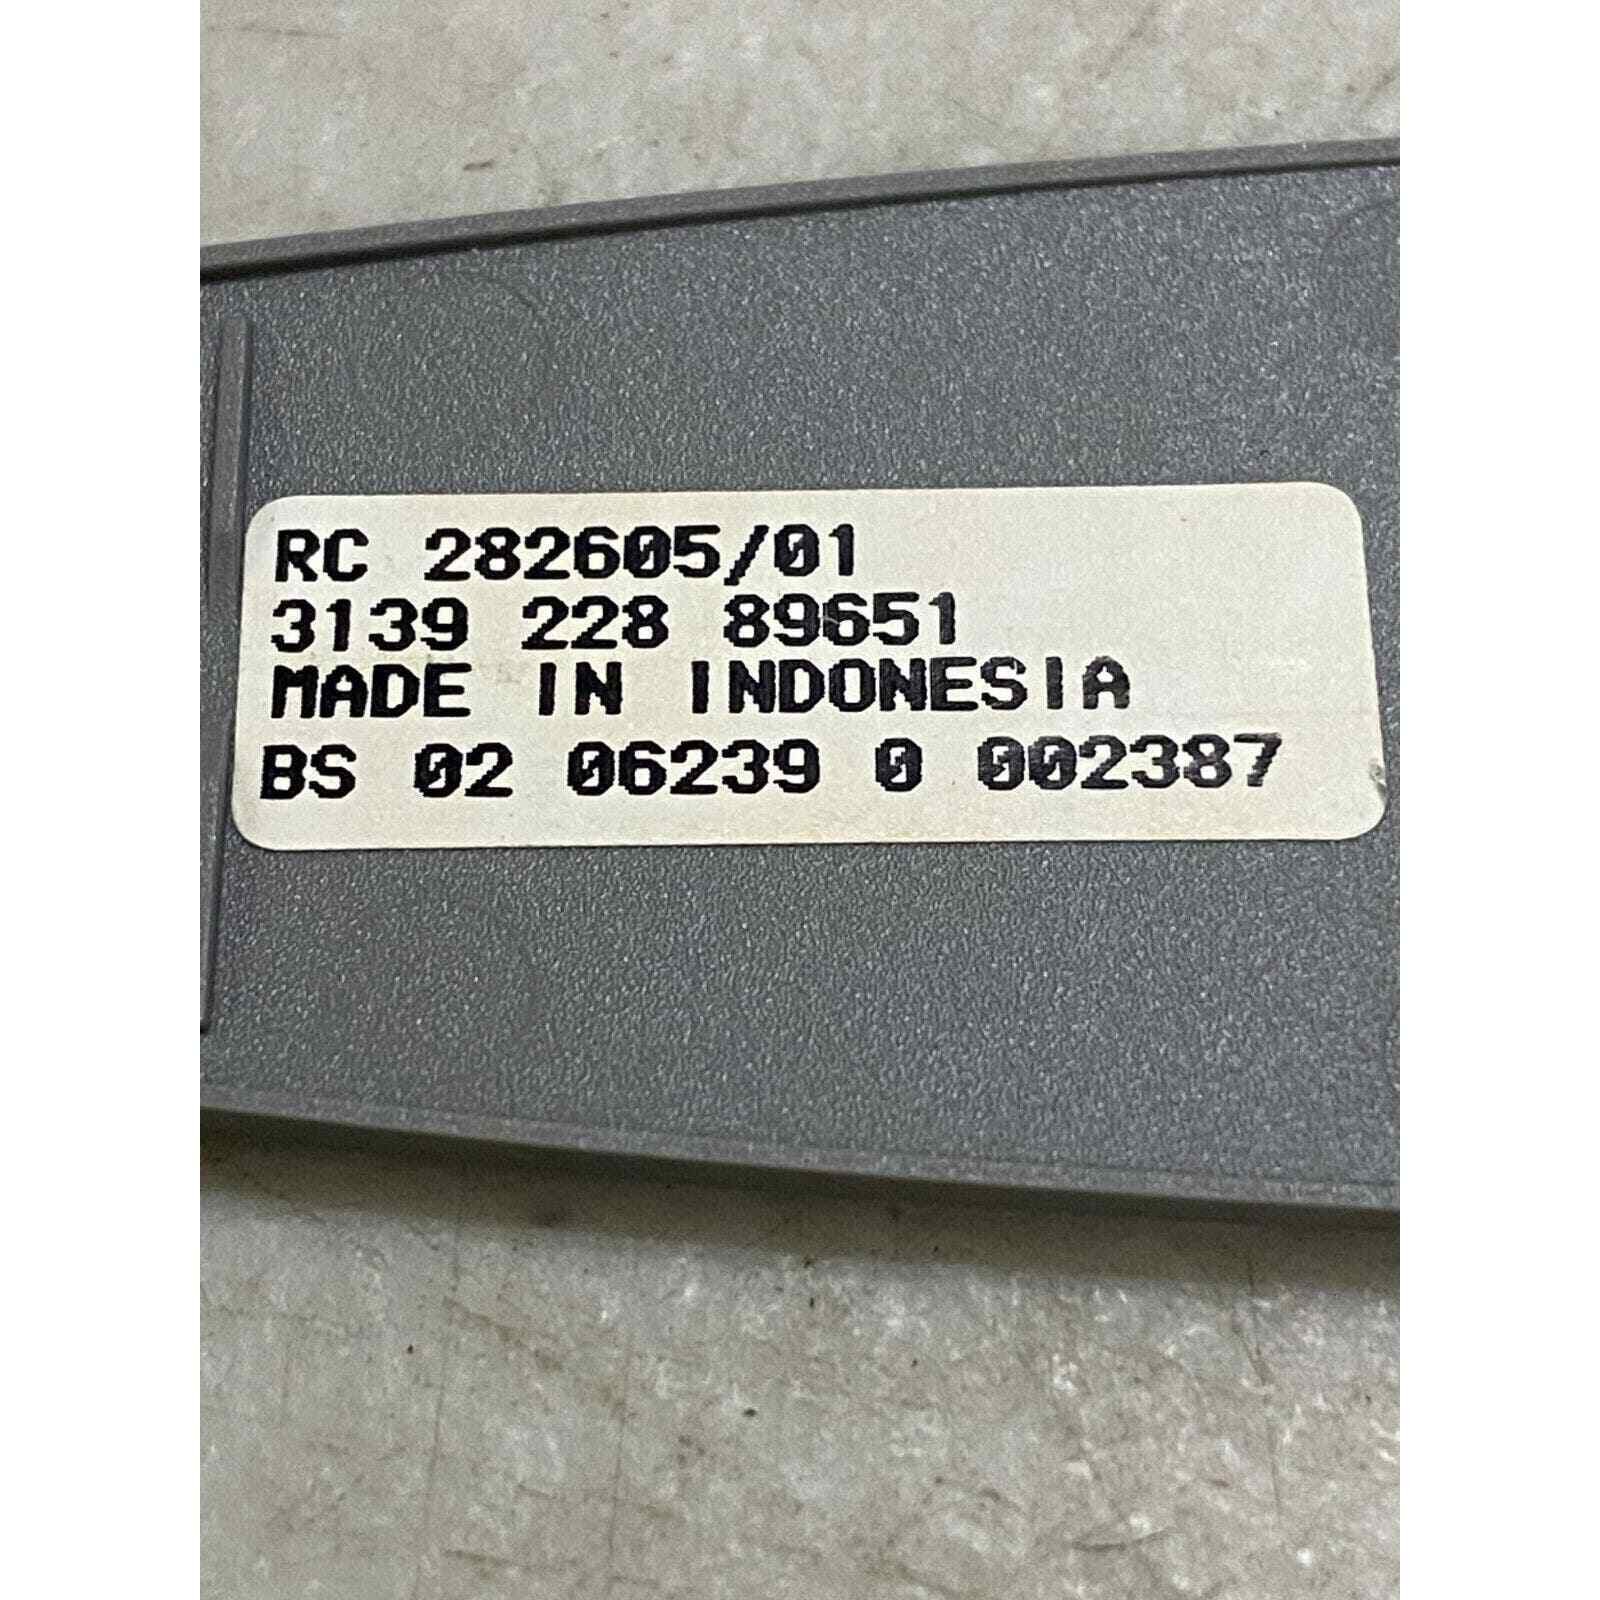 RC 282605/01
3139 228 89651
MADE IN INDONESIA
BS 02 06239 0 002387